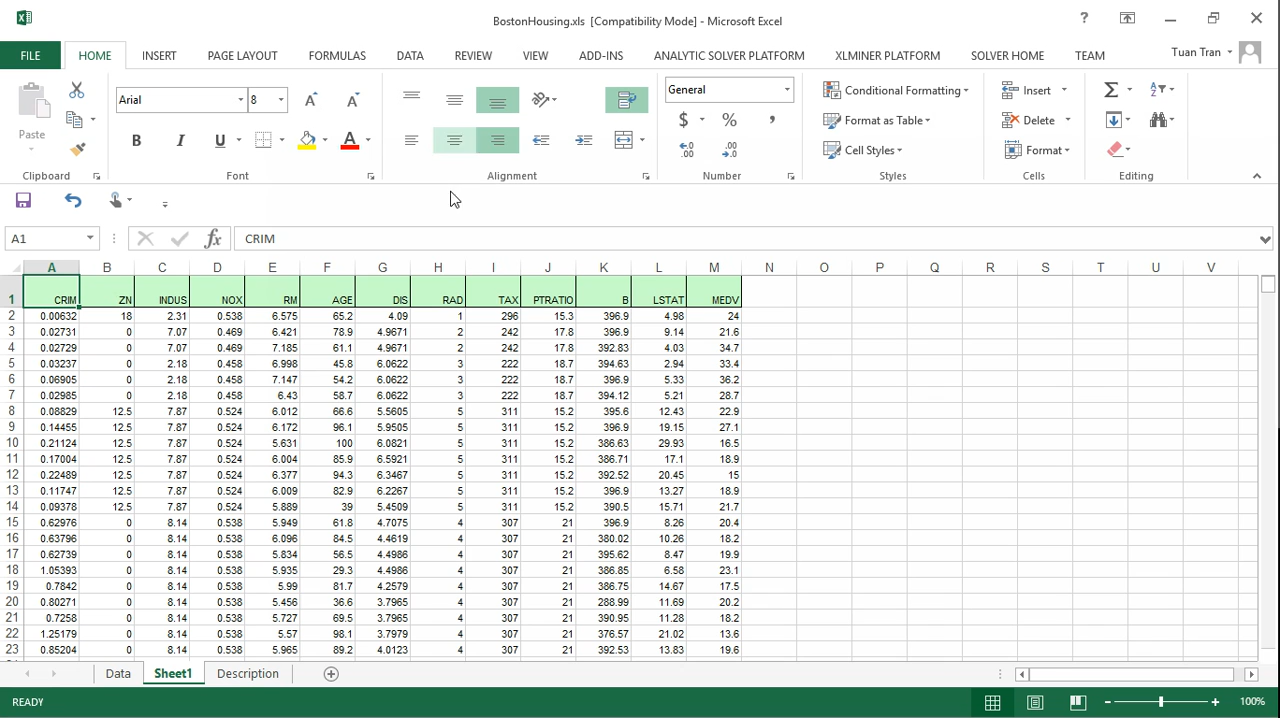 BostonHousing.xls [Compatibility Mode] - Microsoft Excel
?
FILE HOME INSERT PAGE LAYOUT FORMULAS DATA REVIEW VIEW ADD-INS ANALYTIC SOLVER PLATFORM XLMINER PLATFORM SOLVER HOME TEAM Tuan Tran
Paste Arial 8 General $ % , Conditional Formatting Format as Table Cell Styles Insert Delete Format
Clipboard Font Alignment Number Styles Cells Editing
A1 fx CRIM
A B C D E F G H I J K L M N O P Q R S T U V
1 CRIM ZN INDUS NOX RM AGE DIS RAD TAX PTRATIO B LSTAT MEDV
2 0.00632 18 2.31 0.538 6.575 65.2 4.09 1 296 15.3 396.9 4.98 24
3 0.02731 0 7.07 0.469 6.421 78.9 4.9671 2 242 17.8 396.9 9.14 21.6
4 0.02729 0 7.07 0.469 7.185 61.1 4.9671 2 242 17.8 392.83 4.03 34.7
5 0.03237 0 2.18 0.458 6.998 45.8 6.0622 3 222 18.7 394.63 2.94 33.4
6 0.06905 0 2.18 0.458 7.147 54.2 6.0622 3 222 18.7 396.9 5.33 36.2
7 0.02985 0 2.18 0.458 6.43 58.7 6.0622 3 222 18.7 394.12 5.21 28.7
8 0.08829 12.5 7.87 0.524 6.012 66.6 5.5605 5 311 15.2 395.6 12.43 22.9
9 0.14455 12.5 7.87 0.524 6.172 96.1 5.9505 5 311 15.2 396.9 19.15 27.1
10 0.21124 12.5 7.87 0.524 5.631 100 6.0821 5 311 15.2 386.63 29.93 16.5
11 0.17004 12.5 7.87 0.524 6.004 85.9 6.5921 5 311 15.2 386.71 17.1 18.9
12 0.22489 12.5 7.87 0.524 6.377 94.3 6.3467 5 311 15.2 392.52 20.45 15
13 0.11747 12.5 7.87 0.524 6.009 82.9 6.2267 5 311 15.2 396.9 13.27 18.9
14 0.09378 12.5 7.87 0.524 5.889 39 5.4509 5 311 15.2 390.5 15.71 21.7
15 0.62976 0 8.14 0.538 5.949 61.8 4.7075 4 307 21 396.9 8.26 20.4
16 0.63796 0 8.14 0.538 6.096 84.5 4.4619 4 307 21 380.02 10.26 18.2
17 0.62739 0 8.14 0.538 5.834 56.5 4.4986 4 307 21 395.62 8.47 19.9
18 1.05393 0 8.14 0.538 5.935 29.3 4.4986 4 307 21 386.85 6.58 23.1
19 0.7842 0 8.14 0.538 5.99 81.7 4.2579 4 307 21 386.75 14.67 17.5
20 0.80271 0 8.14 0.538 5.456 36.6 3.7965 4 307 21 288.99 11.69 20.2
21 0.7258 0 8.14 0.538 5.727 69.5 3.7965 4 307 21 390.95 11.28 18.2
22 1.25179 0 8.14 0.538 5.57 98.1 3.7979 4 307 21 376.57 21.02 13.6
23 0.85204 0 8.14 0.538 5.965 89.2 4.0123 4 307 21 392.53 13.83 19.6
Data Sheet1 Description
READY 100%